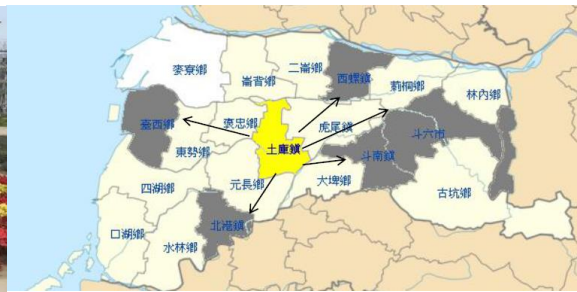 麥寮鄉
崙背鄉
二崙鄉
西螺鎮
莿桐鄉
林內鄉
臺西鄉
褒忠鄉
虎尾鎮
斗六市
東勢鄉
土庫鎮
斗南鎮
四湖鄉
元長鄉
大埤鄉
古坑鄉
口湖鄉
水林鄉
北港鎮